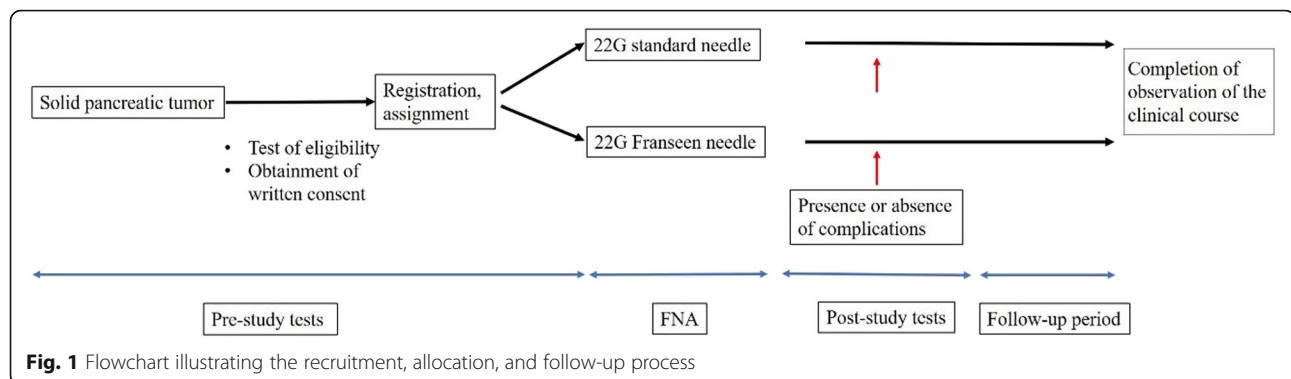 Solid pancreatic tumor
• Test of eligibility
• Obtainment of
written consent
Registration,
assignment
22G standard needle
22G Franseen needle
Presence or absence
of complications
Completion of
observation of the
clinical course
Pre-study tests
FNA
Post-study tests
Follow-up period
Fig. 1 Flowchart illustrating the recruitment, allocation, and follow-up process